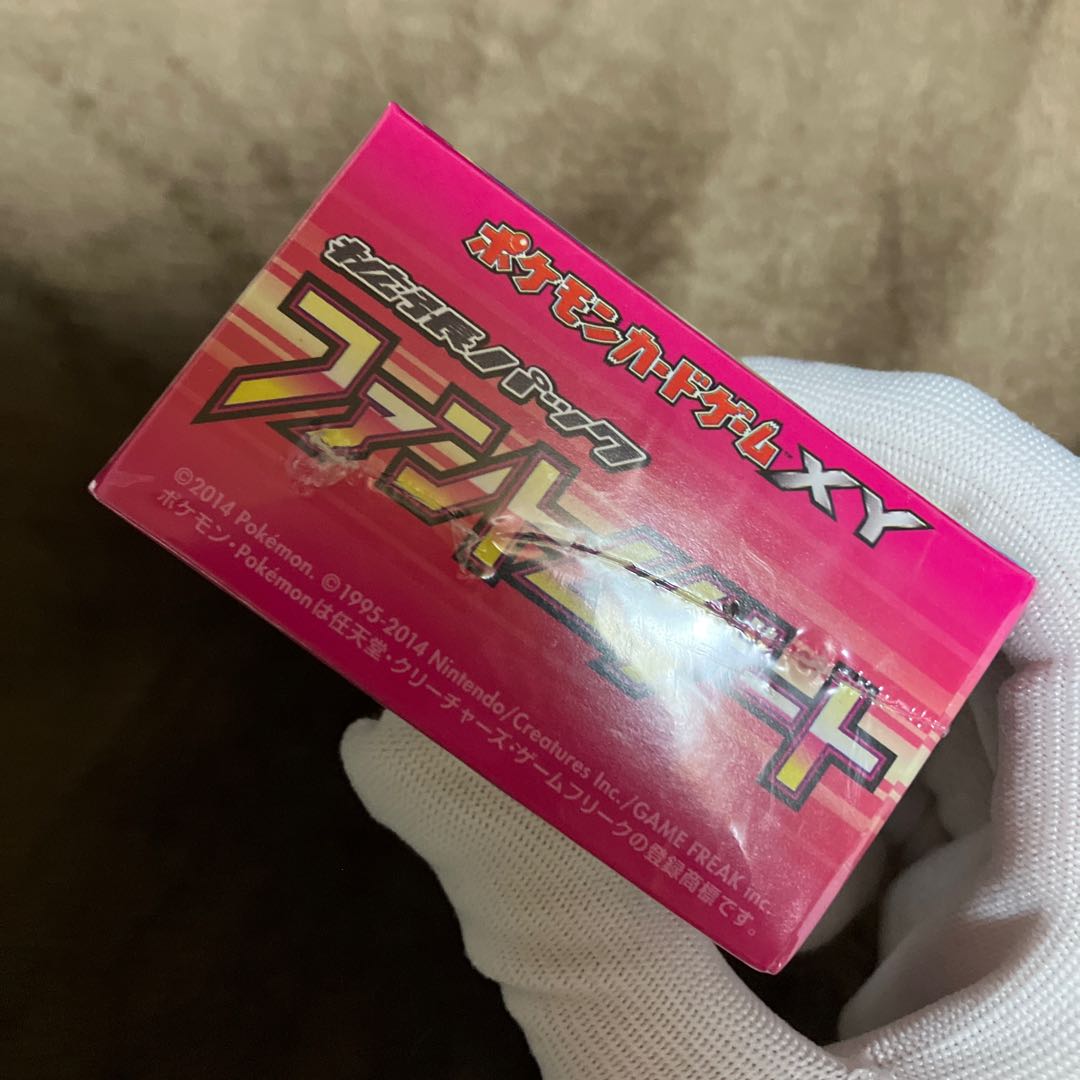 ポケモンカードゲーム™ XY
拡張パック
ファントムゲート
©2014 Pokémon. ©1995-2014 Nintendo/Creatures Inc./GAME FREAK inc.
ポケモン・Pokémonは任天堂・クリーチャーズ・ゲームフリークの登録商標です。